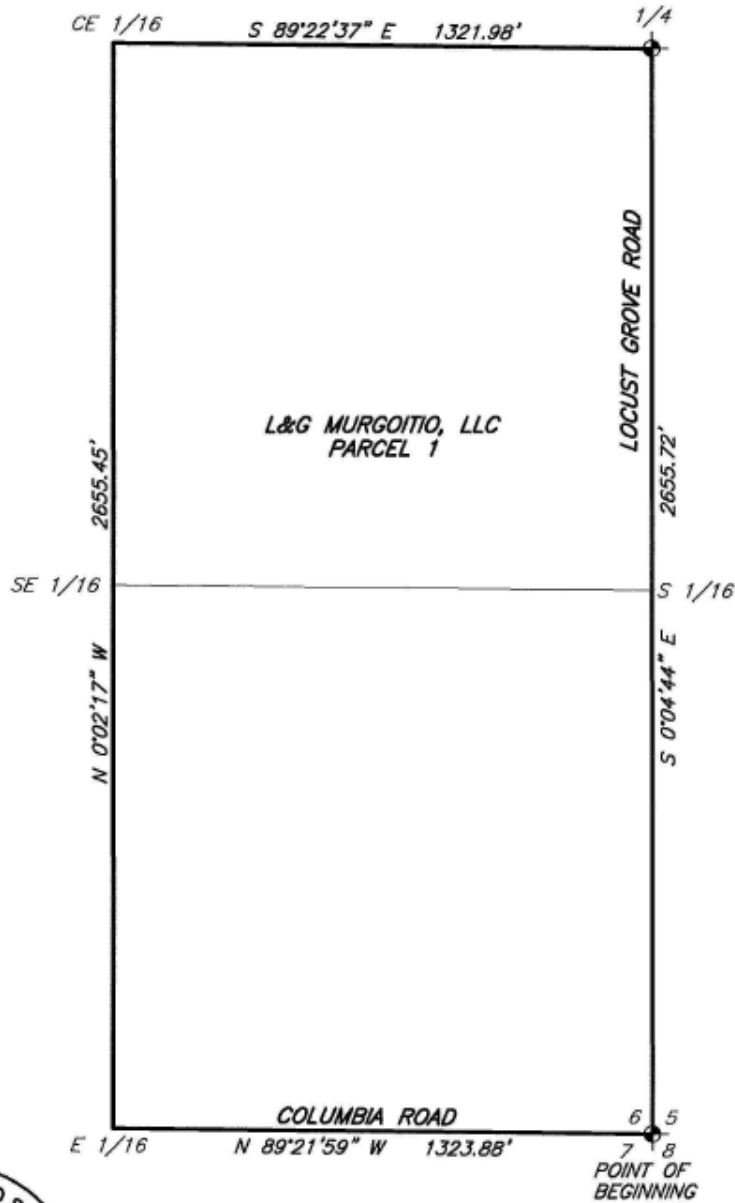 CE 1/16
S 89°22'37" E 1321.98'
1/4
LOCUST GROVE ROAD
L&G MURGOITIO, LLC
PARCEL 1
2655.45'
2655.72'
SE 1/16
S 1/16
N 0°02'17" W
S 0°04'44" E
COLUMBIA ROAD
6 5
E 1/16
N 89°21'59" W 1323.88'
7 8
POINT OF
BEGINNING